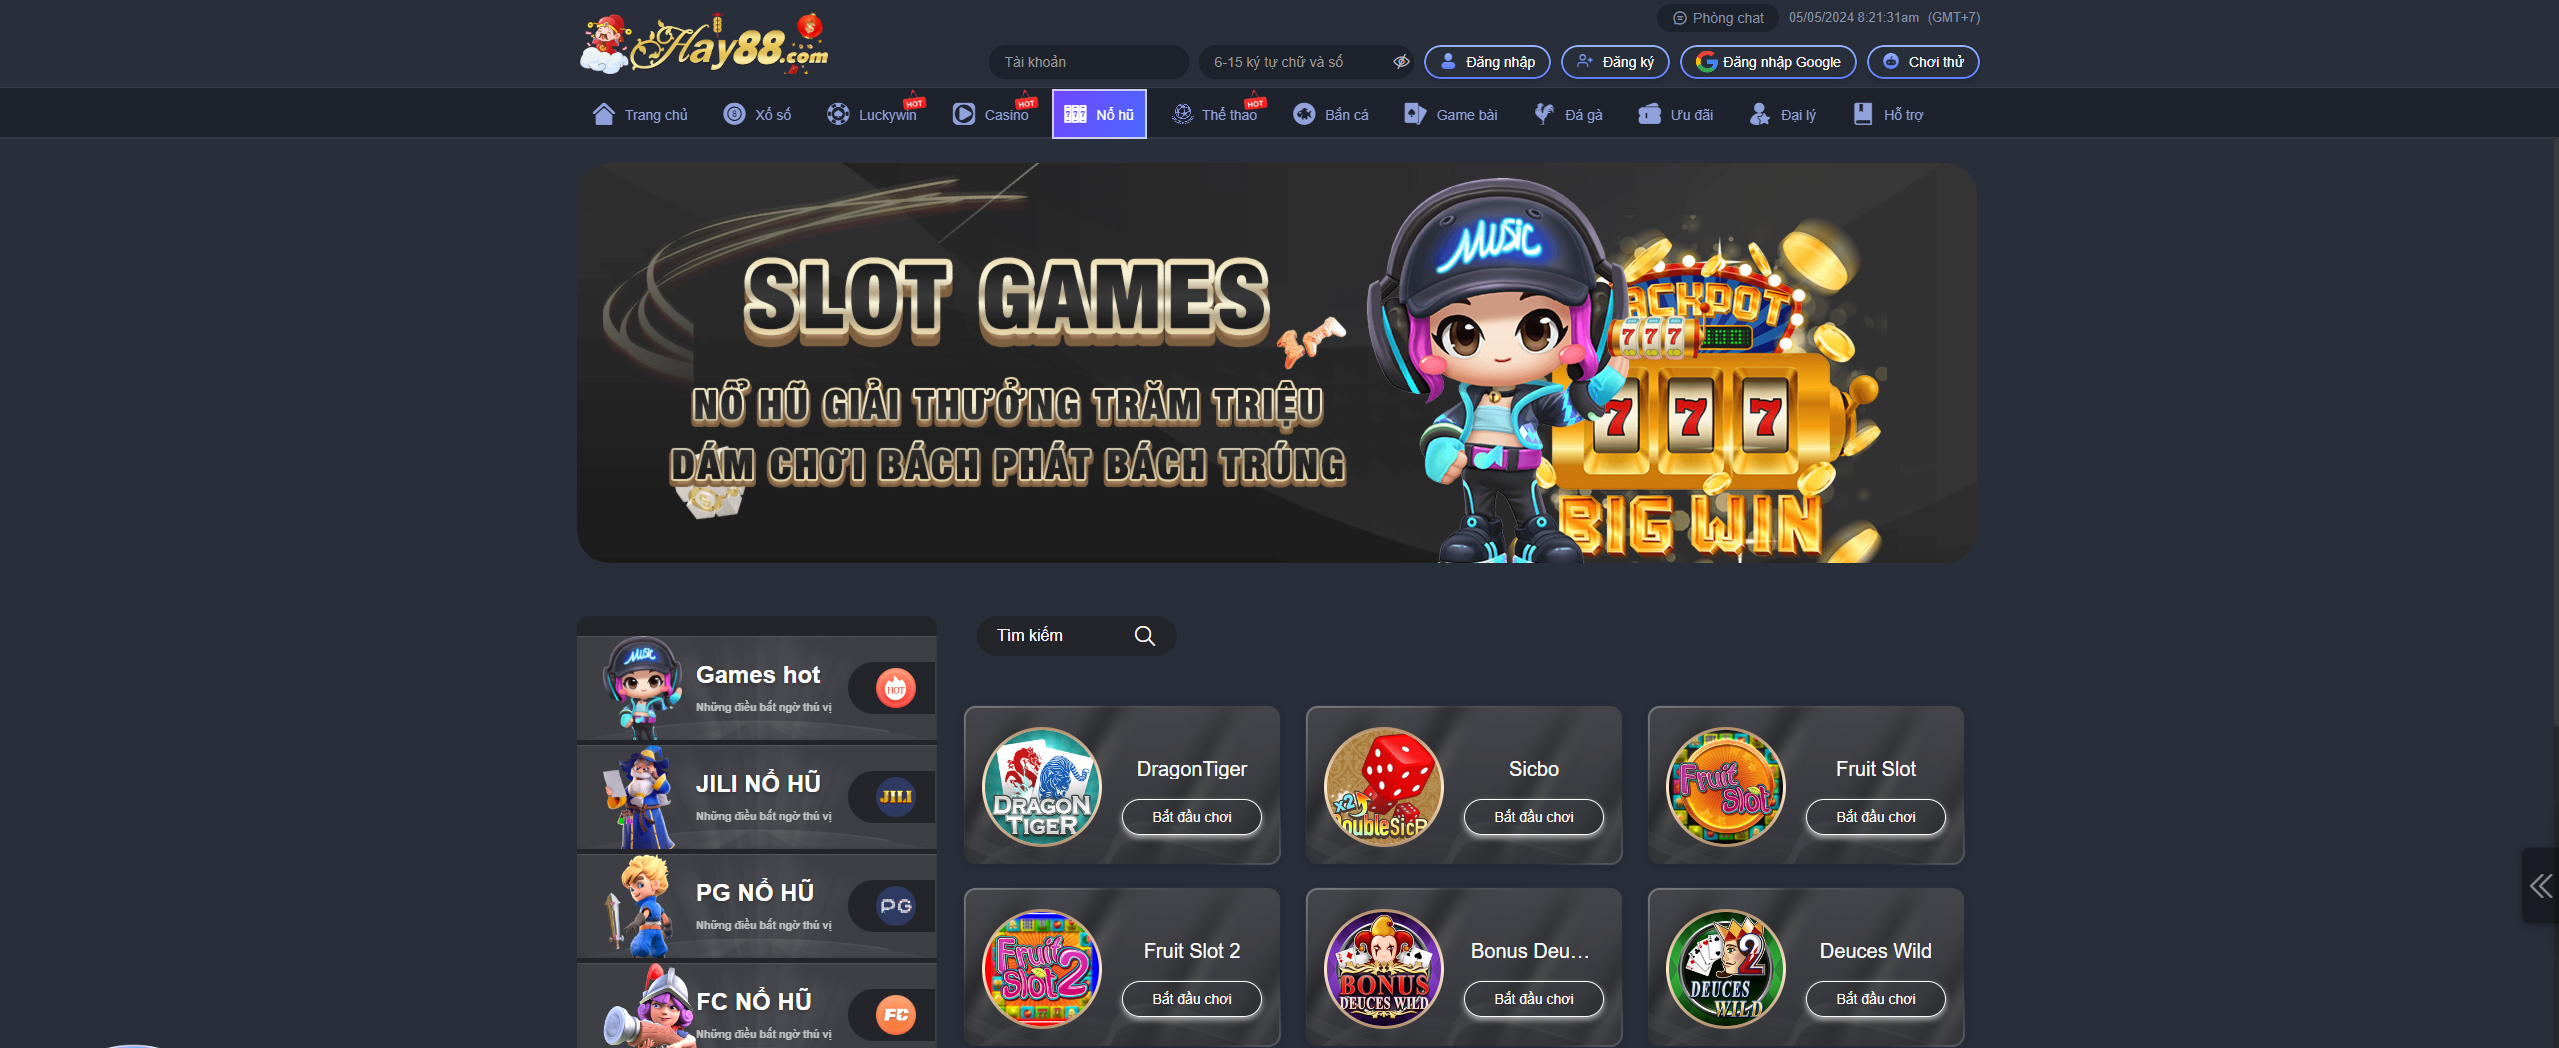 Hay88.com
Phòng chat
05/05/2024 8:21:31am (GMT+7)
Tài khoản
6-15 ký tự chữ và số
Đăng nhập
Đăng ký
Đăng nhập Google
Chơi thử
Trang chủ
Xổ số
Luckywin
HOT
Casino
HOT
Nổ hũ
Thể thao
HOT
Bắn cá
Game bài
Đá gà
Ưu đãi
Đại lý
Hỗ trợ
SLOT GAMES
NỔ HŨ GIẢI THƯỞNG TRĂM TRIỆU
DÁM CHƠI BÁCH PHÁT BÁCH TRÚNG
MUSIC
JACKPOT
777
777
BIG WIN
Games hot
Những điều bất ngờ thú vị
HOT
MUSIC
JILI NỔ HŨ
Những điều bất ngờ thú vị
JILI
PG NỔ HŨ
Những điều bất ngờ thú vị
PG
FC NỔ HŨ
Những điều bất ngờ thú vị
FC
Tìm kiếm
DRAGON
TIGER
DragonTiger
Bắt đầu chơi
x2
Sicbo
Bắt đầu chơi
Fruit
Slot
Fruit Slot
Bắt đầu chơi
Fruit
Slot 2
Fruit Slot 2
Bắt đầu chơi
BONUS
DEUCES WILD
Bonus Deu...
Bắt đầu chơi
2
DEUCES
WILD
Deuces Wild
Bắt đầu chơi